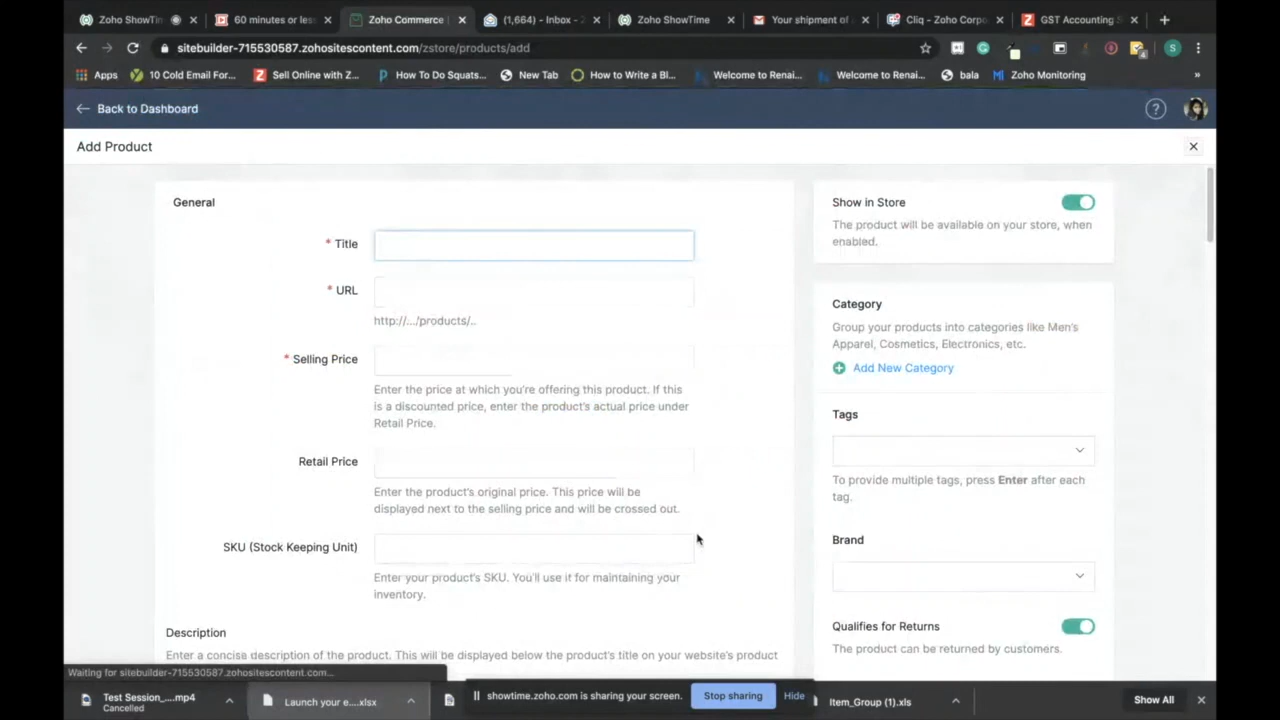 Zoho ShowTim
60 minutes or less
Zoho Commerce
(1,664) - Inbox - Z
Zoho ShowTime
Your shipment of
Cliq - Zoho Corpo
GST Accounting S
sitebuilder-715530587.zohositescontent.com/zstore/products/add
Apps
10 Cold Email For...
Sell Online with Z...
How To Do Squats...
New Tab
How to Write a Bl...
Welcome to Renai...
Welcome to Renai...
bala
Zoho Monitoring
»
Back to Dashboard
Add Product
General
* Title
* URL
http://.../products/..
* Selling Price
Enter the price at which you're offering this product. If this
is a discounted price, enter the product's actual price under
Retail Price.
Retail Price
Enter the product's original price. This price will be
displayed next to the selling price and will be crossed out.
SKU (Stock Keeping Unit)
Enter your product's SKU. You'll use it for maintaining your
inventory.
Description
Enter a concise description of the product. This will be displayed below the product's title on your website's product
Show in Store
The product will be available on your store, when
enabled.
Category
Group your products into categories like Men's
Apparel, Cosmetics, Electronics, etc.
Add New Category
Tags
To provide multiple tags, press Enter after each
tag.
Brand
Qualifies for Returns
The product can be returned by customers.
Waiting for sitebuilder-715530587.zohositescontent.com...
Test Session_....mp4
Cancelled
Launch your e....xlsx
showtime.zoho.com is sharing your screen.
Stop sharing
Hide
Item_Group (1).xls
Show All